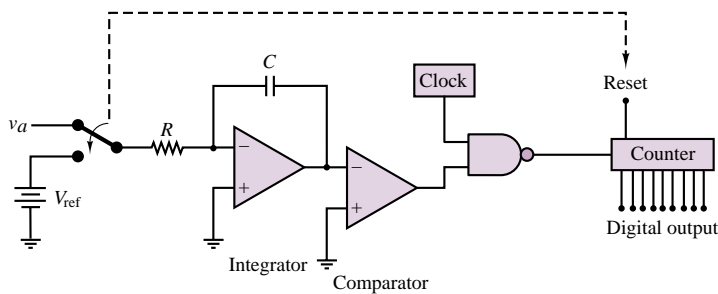 C
Clock
Reset
va
R
−
+
−
+
Counter
Vref
Digital output
Integrator
Comparator